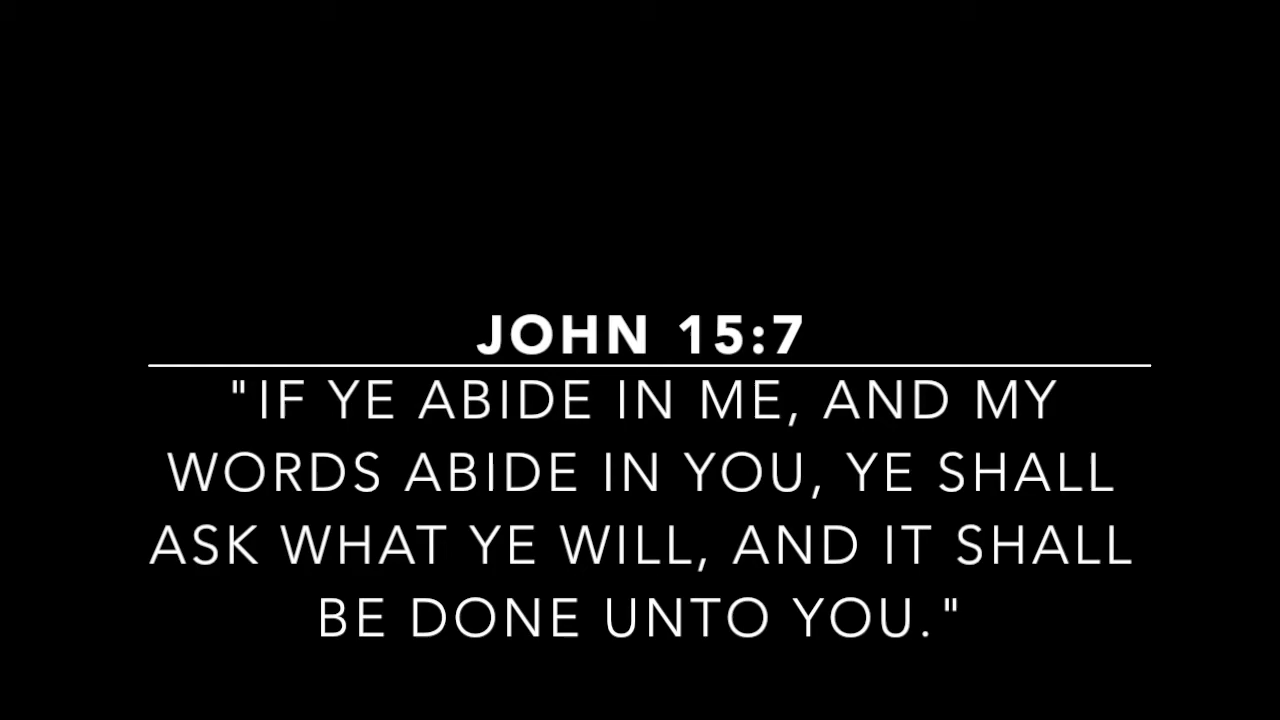 JOHN 15:7
"IF YE ABIDE IN ME, AND MY
WORDS ABIDE IN YOU, YE SHALL
ASK WHAT YE WILL, AND IT SHALL
BE DONE UNTO YOU."